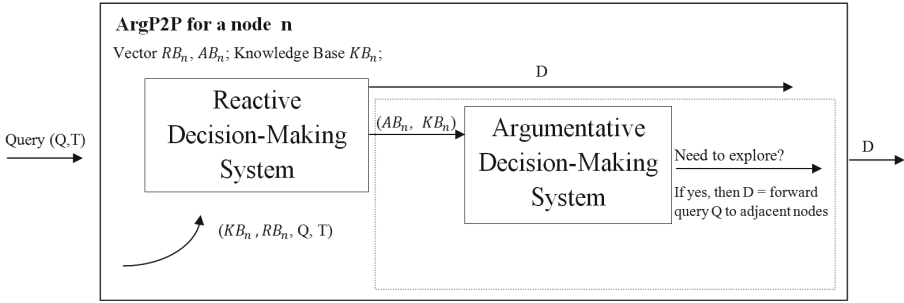 ArgP2P for a node n
Vector RBₙ, ABₙ; Knowledge Base KBₙ;
D
Reactive
Decision-Making
System
(ABₙ, KBₙ)
Argumentative
Decision-Making
System
Query (Q,T)
Need to explore?
D
If yes, then D = forward
query Q to adjacent nodes
(KBₙ ,RBₙ, Q, T)